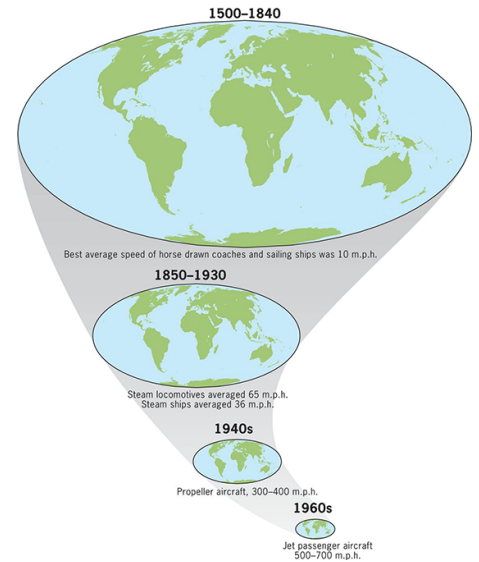 1500–1840
Best average speed of horse drawn coaches and sailing ships was 10 m.p.h.
1850–1930
Steam locomotives averaged 65 m.p.h.
Steam ships averaged 36 m.p.h.
1940s
Propeller aircraft, 300–400 m.p.h.
1960s
Jet passenger aircraft
500–700 m.p.h.